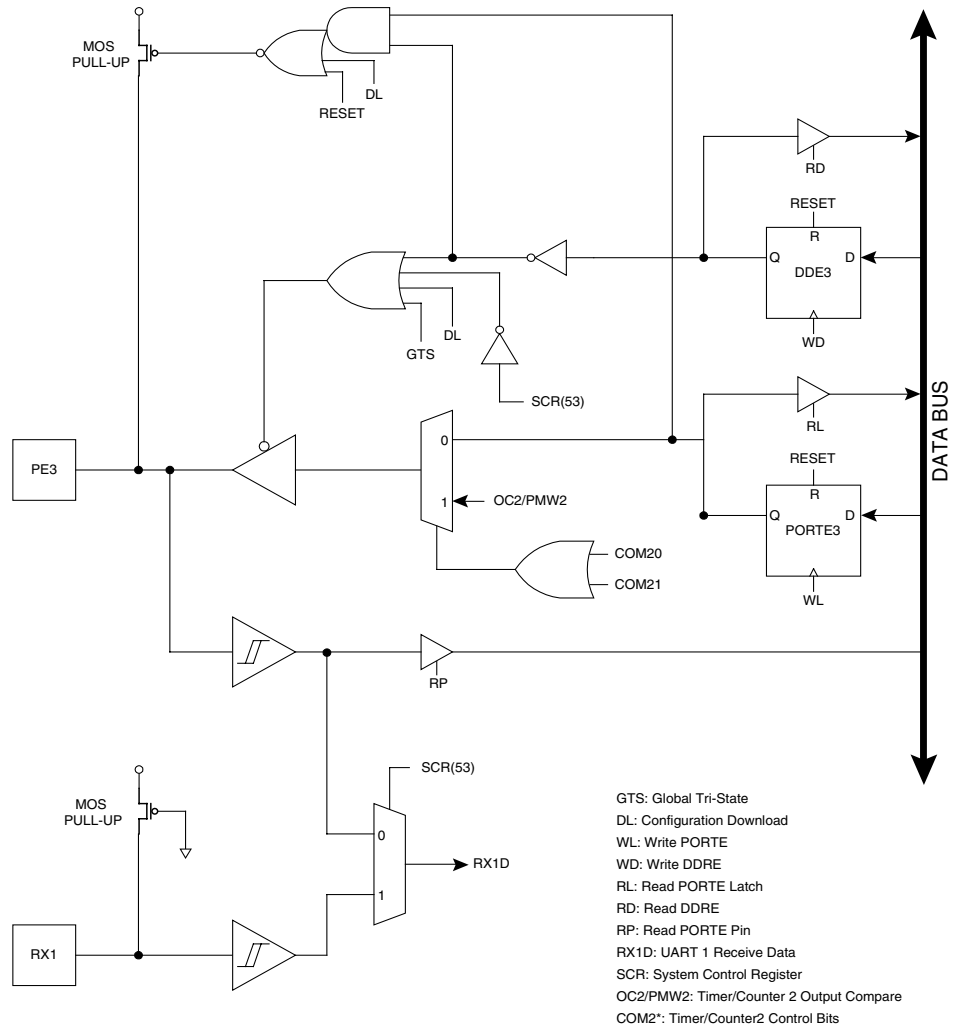 MOS
PULL-UP
DL
RESET
RD
RESET
R
Q
D
DDE3
WD
DL
GTS
SCR(53)
RL
0
RESET
R
PE3
1
OC2/PMW2
Q
D
PORTE3
COM20
COM21
WL
DATA BUS
RP
SCR(53)
MOS
PULL-UP
0
RX1D
1
RX1
GTS: Global Tri-State
DL: Configuration Download
WL: Write PORTE
WD: Write DDRE
RL: Read PORTE Latch
RD: Read DDRE
RP: Read PORTE Pin
RX1D: UART 1 Receive Data
SCR: System Control Register
OC2/PMW2: Timer/Counter 2 Output Compare
COM2*: Timer/Counter2 Control Bits